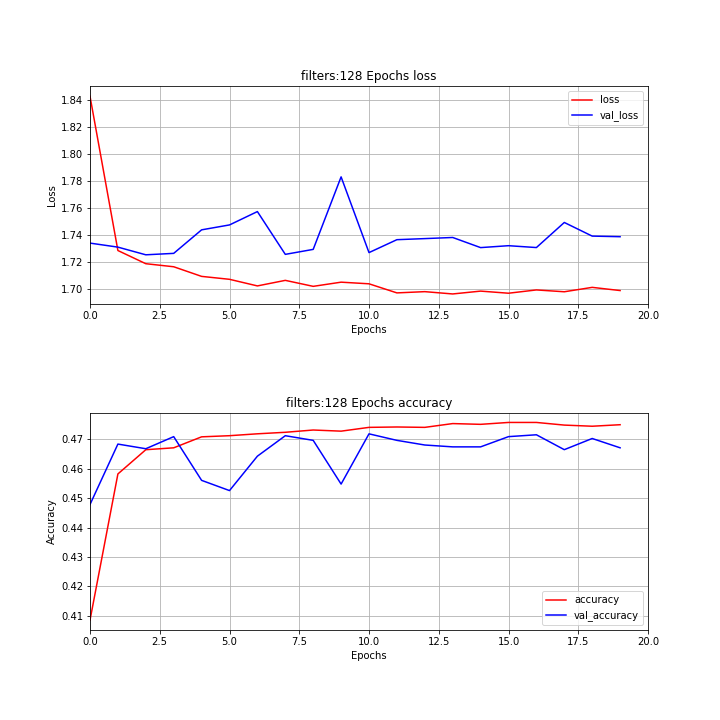 filters:128 Epochs loss
1.84
1.82
1.80
1.78
1.76
1.74
1.72
1.70
Loss
loss
val_loss
0.0 2.5 5.0 7.5 10.0 12.5 15.0 17.5 20.0
Epochs
filters:128 Epochs accuracy
0.47
0.46
0.45
0.44
0.43
0.42
0.41
Accuracy
accuracy
val_accuracy
0.0 2.5 5.0 7.5 10.0 12.5 15.0 17.5 20.0
Epochs